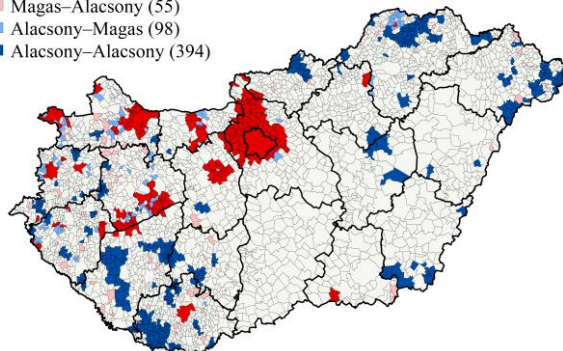 Magas–Alacsony (55)
Alacsony–Magas (98)
Alacsony–Alacsony (394)